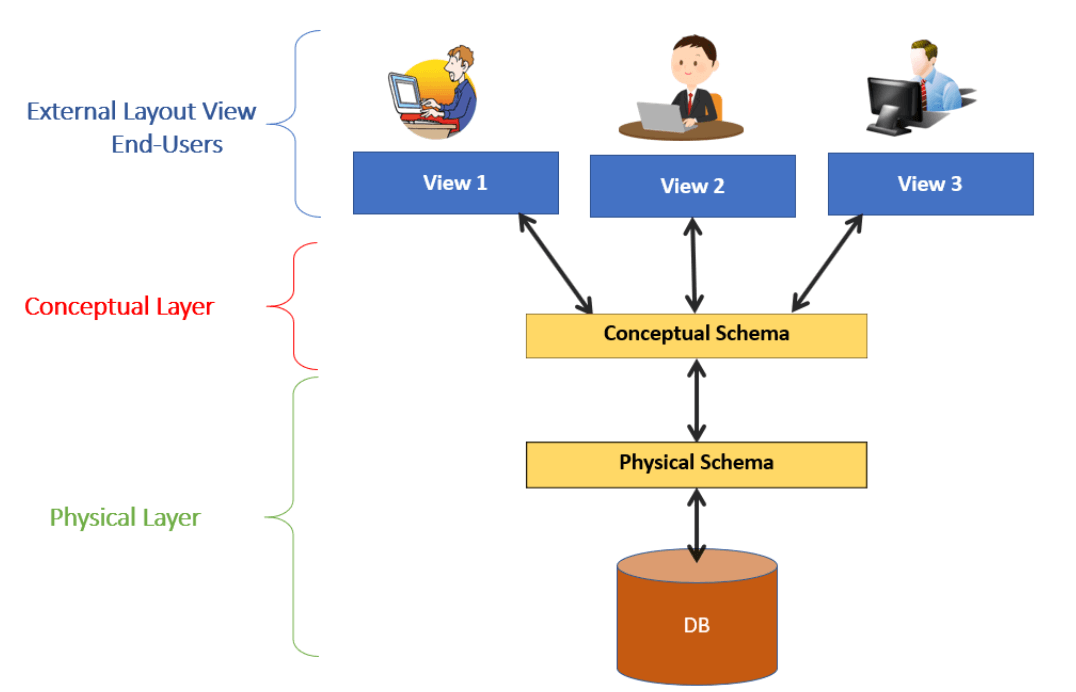 External Layout View
End-Users
View 1
View 2
View 3
Conceptual Layer
Conceptual Schema
Physical Schema
Physical Layer
DB